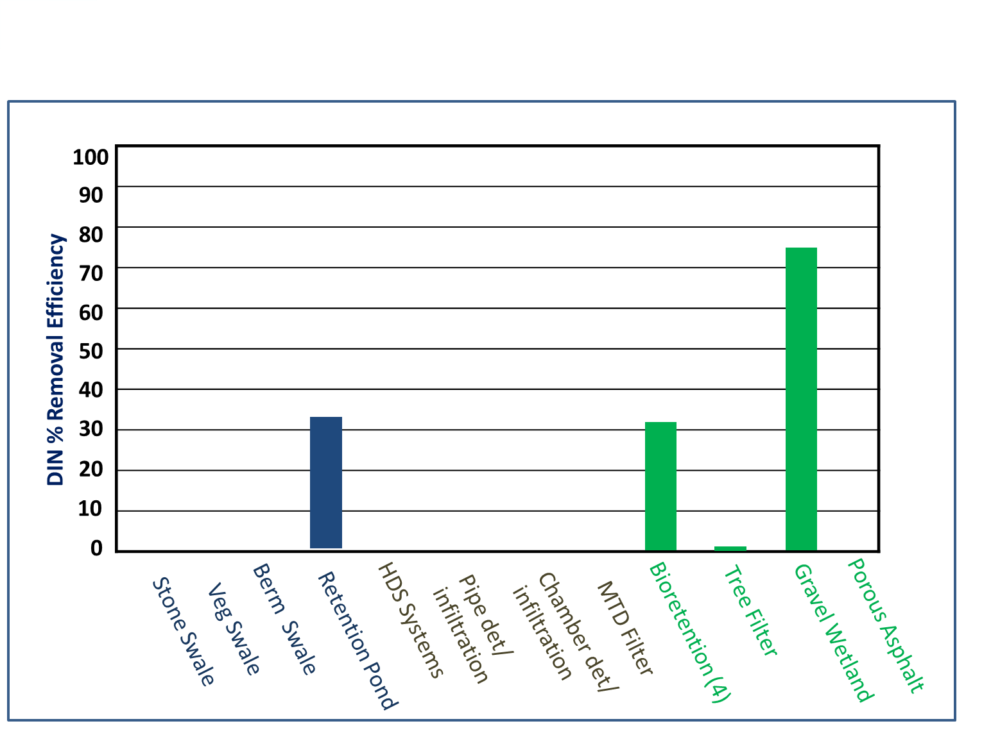 DIN % Removal Efficiency
100
90
80
70
60
50
40
30
20
10
0
Stone Swale
Veg Swale
Berm Swale
Retention Pond
HDS Systems
Pipe det/
infiltration
Chamber det/
infiltration
MTD Filter
Bioretention (4)
Tree Filter
Gravel Wetland
Porous Asphalt